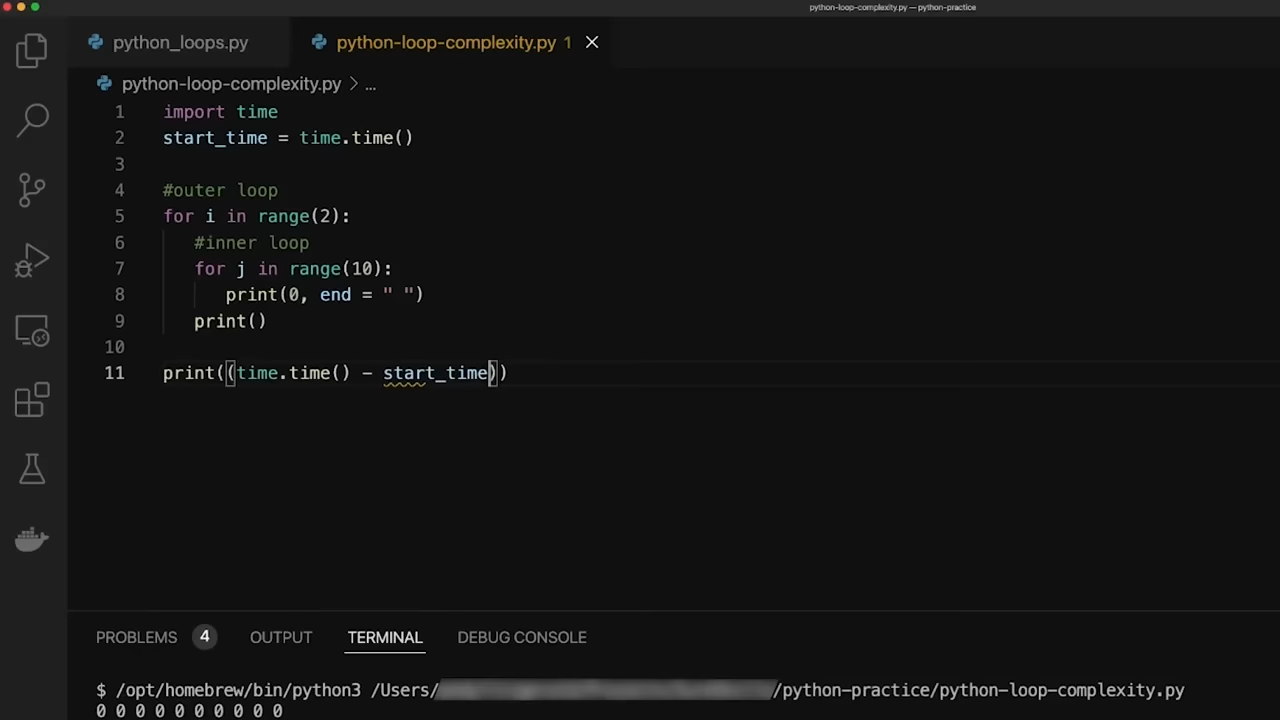 python-loop-complexity.py — python-practice
python_loops.py
python-loop-complexity.py 1
python-loop-complexity.py > ...
1 import time
2 start_time = time.time()
3
4 #outer loop
5 for i in range(2):
6 #inner loop
7 for j in range(10):
8 print(0, end = " ")
9 print()
10
11 print((time.time() - start_time))
PROBLEMS 4 OUTPUT TERMINAL DEBUG CONSOLE
$ /opt/homebrew/bin/python3 /Users/ /python-practice/python-loop-complexity.py
0 0 0 0 0 0 0 0 0 0